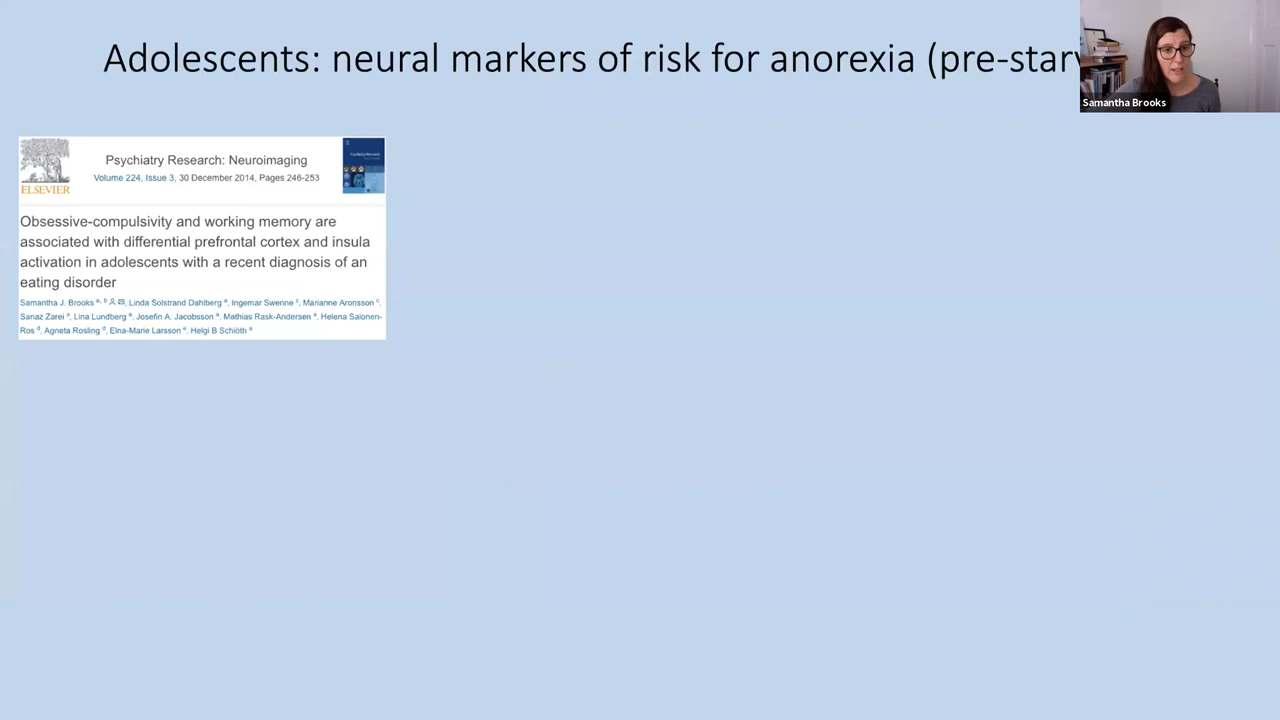 Adolescents: neural markers of risk for anorexia (pre-starv
Samantha Brooks
ELSEVIER
Psychiatry Research: Neuroimaging
Volume 224, Issue 3, 30 December 2014, Pages 246-253
Obsessive-compulsivity and working memory are
associated with differential prefrontal cortex and insula
activation in adolescents with a recent diagnosis of an
eating disorder
Samantha J. Brooks a, b, Linda Solstrand Dahlberg a, Ingemar Swenne c, Marianne Aronsson c,
Sanaz Zarei a, Lina Lundberg a, Josefin A. Jacobsson a, Mathias Rask-Andersen a, Helena Salonen-
Ros d, Agneta Rosling d, Elna-Marie Larsson e, Helgi B Schiöth a